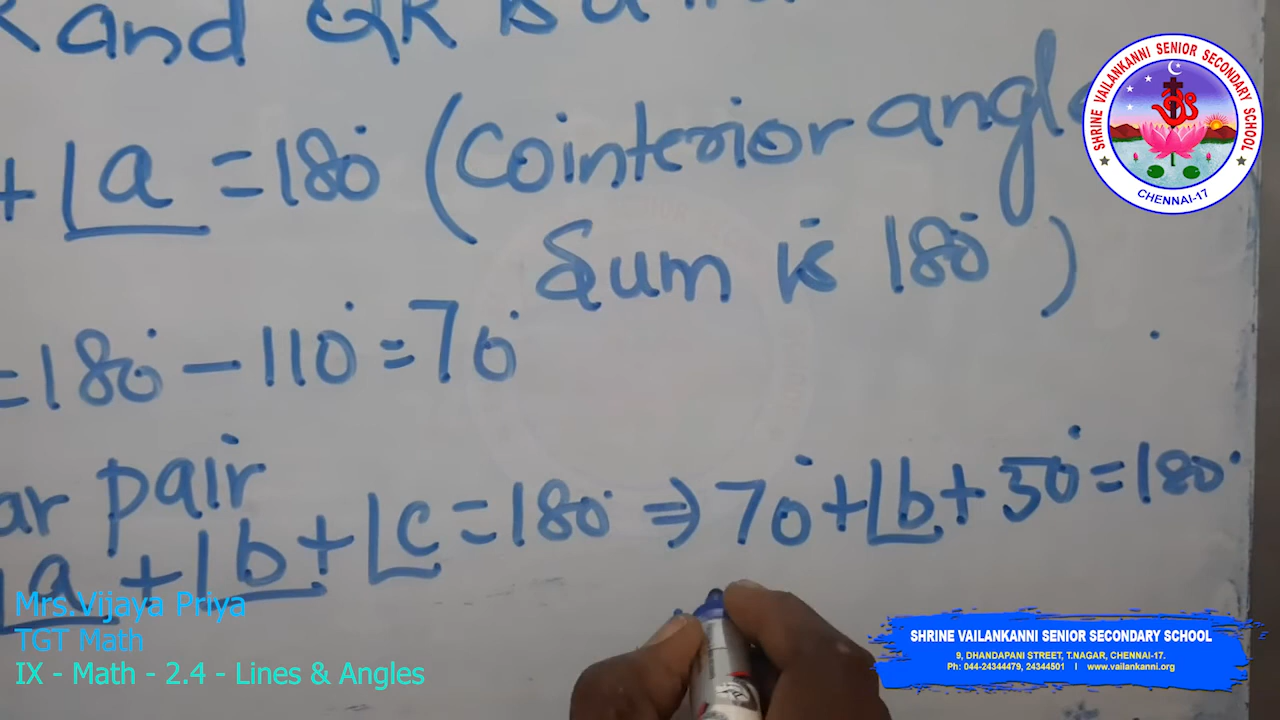 and QR is a
+ ∠a = 180° (Cointerior angle
Sum is 180°)
= 180° − 110° = 70°
ar pair
∠a + ∠b + ∠c = 180° ⇒ 70° + ∠b + 50° = 180°
SHRINE VAILANKANNI SENIOR SECONDARY SCHOOL
CHENNAI-17
Mrs.Vijaya Priya
TGT Math
IX - Math - 2.4 - Lines & Angles
SHRINE VAILANKANNI SENIOR SECONDARY SCHOOL
9, DHANDAPANI STREET, T.NAGAR, CHENNAI-17.
Ph: 044-24344479, 24344501 I www.vailankanni.org